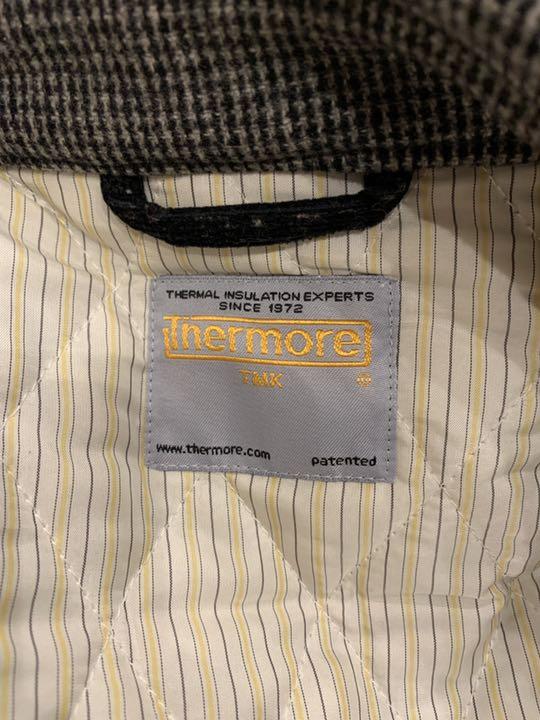 THERMAL INSULATION EXPERTS
SINCE 1972
Thermore
TMK ®
www.thermore.com patented